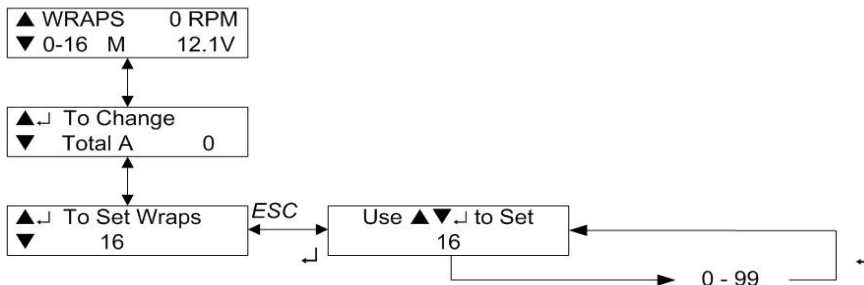 ▲ WRAPS 0 RPM
▼ 0-16 M 12.1V
▲↵ To Change
▼ Total A 0
▲↵ To Set Wraps
▼ 16
ESC
↵
Use ▲▼↵ to Set
16
↵
0 - 99